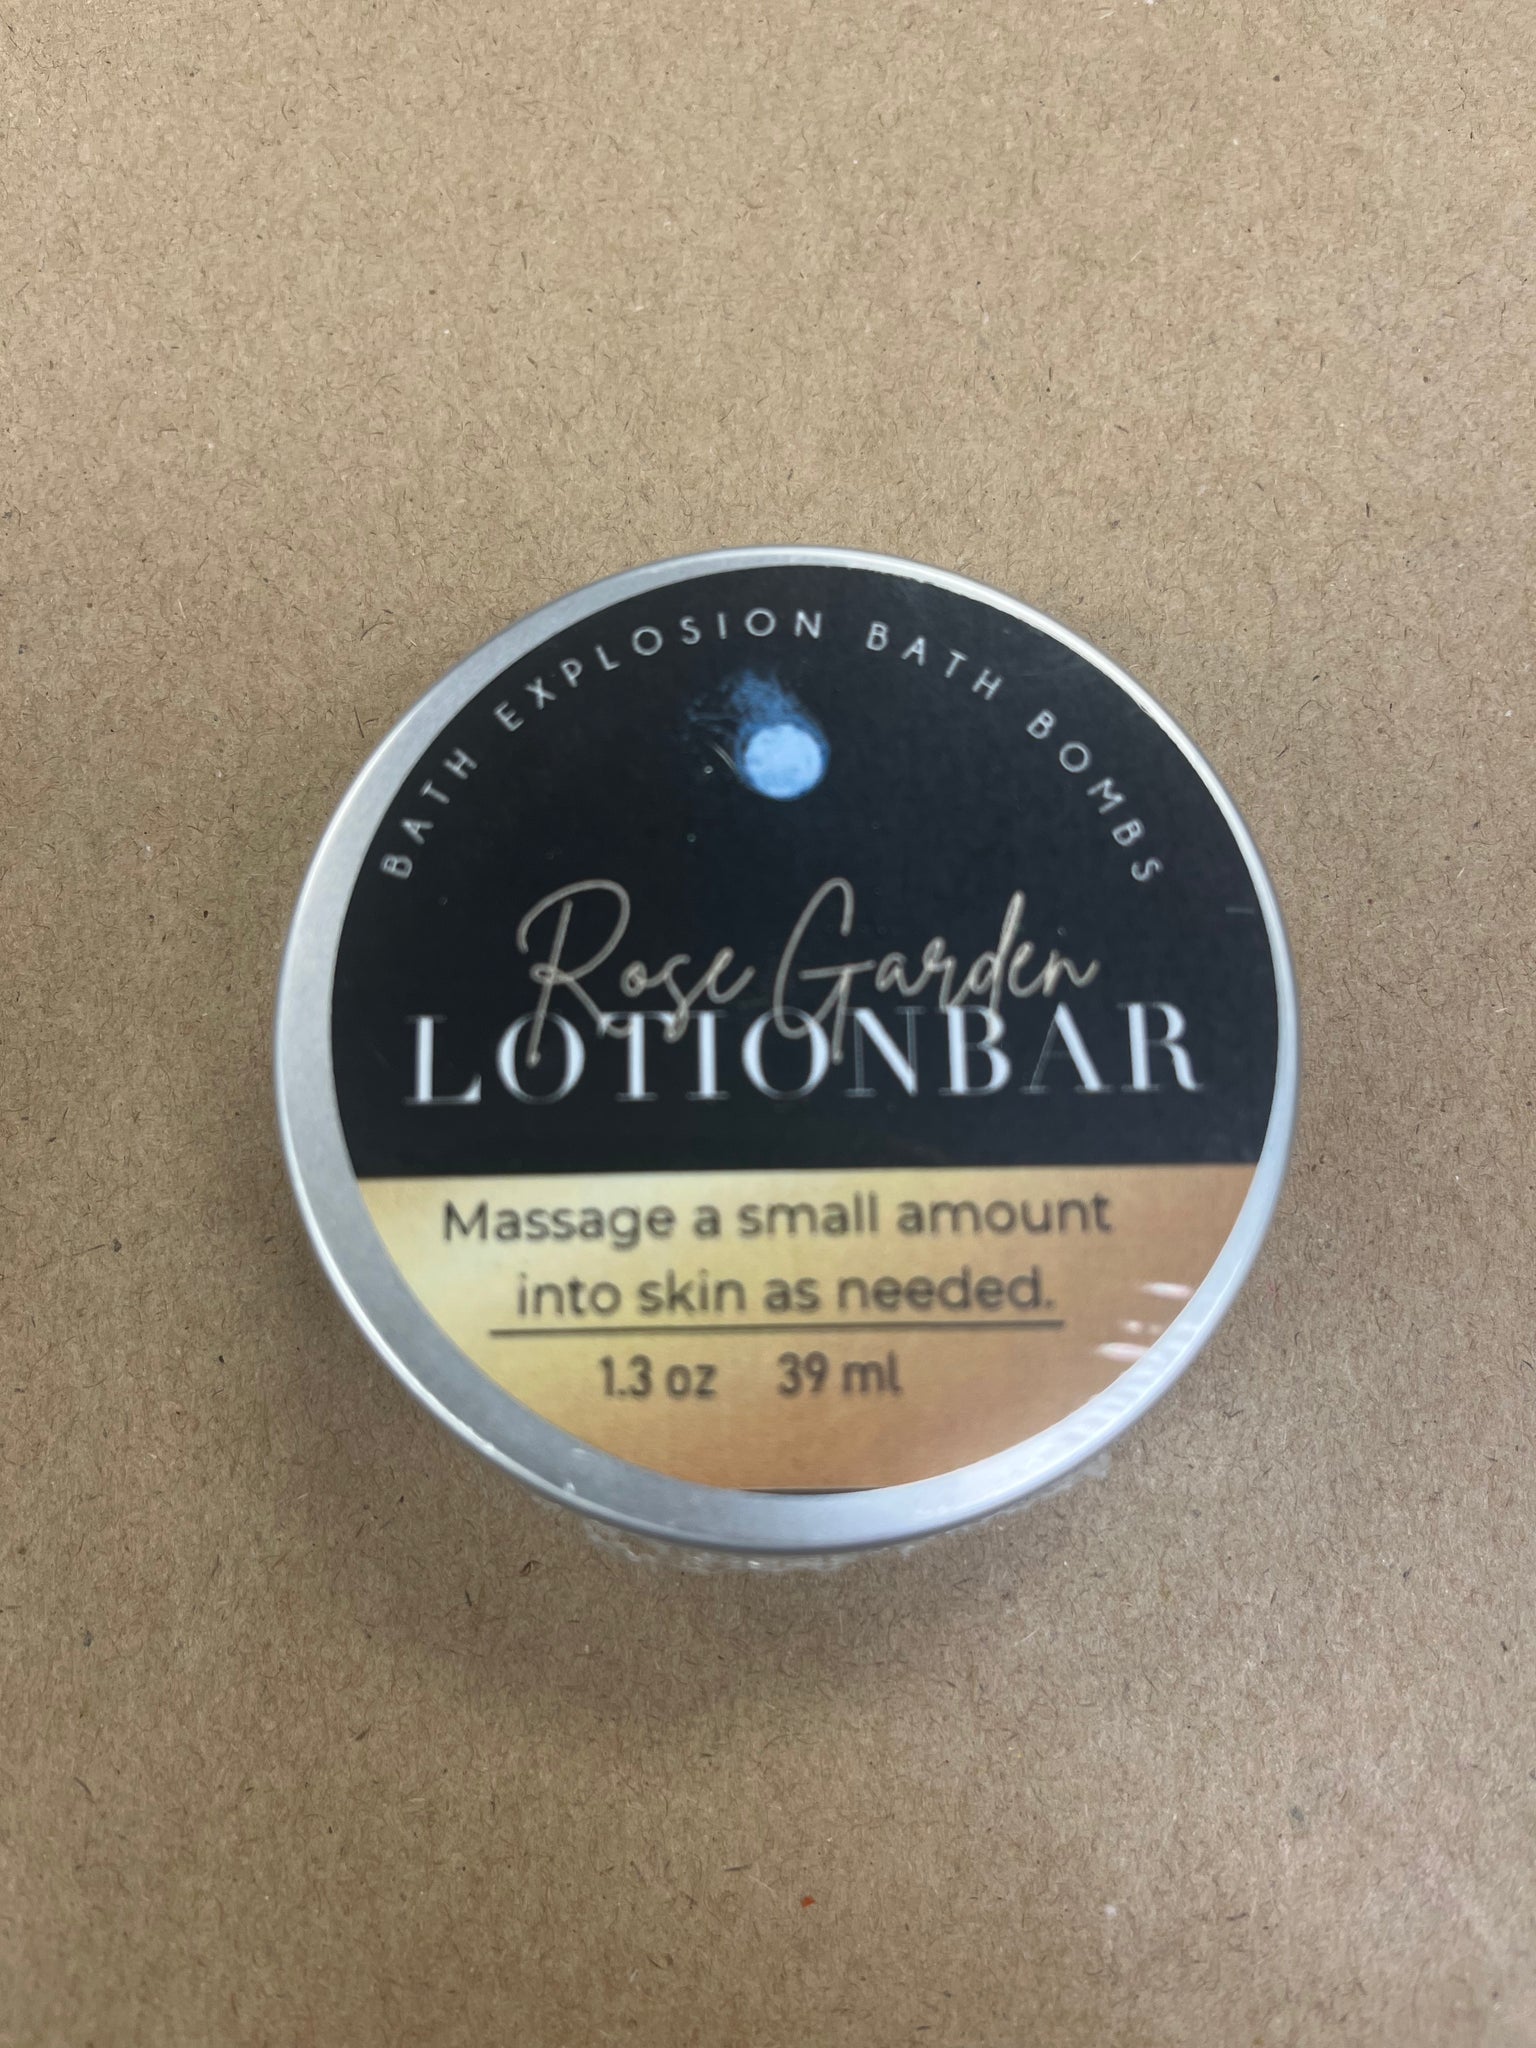 BATH EXPLOSION BATH BOMBS
Rose Garden
LOTIONBAR
Massage a small amount
into skin as needed.
1.3 oz 39 ml